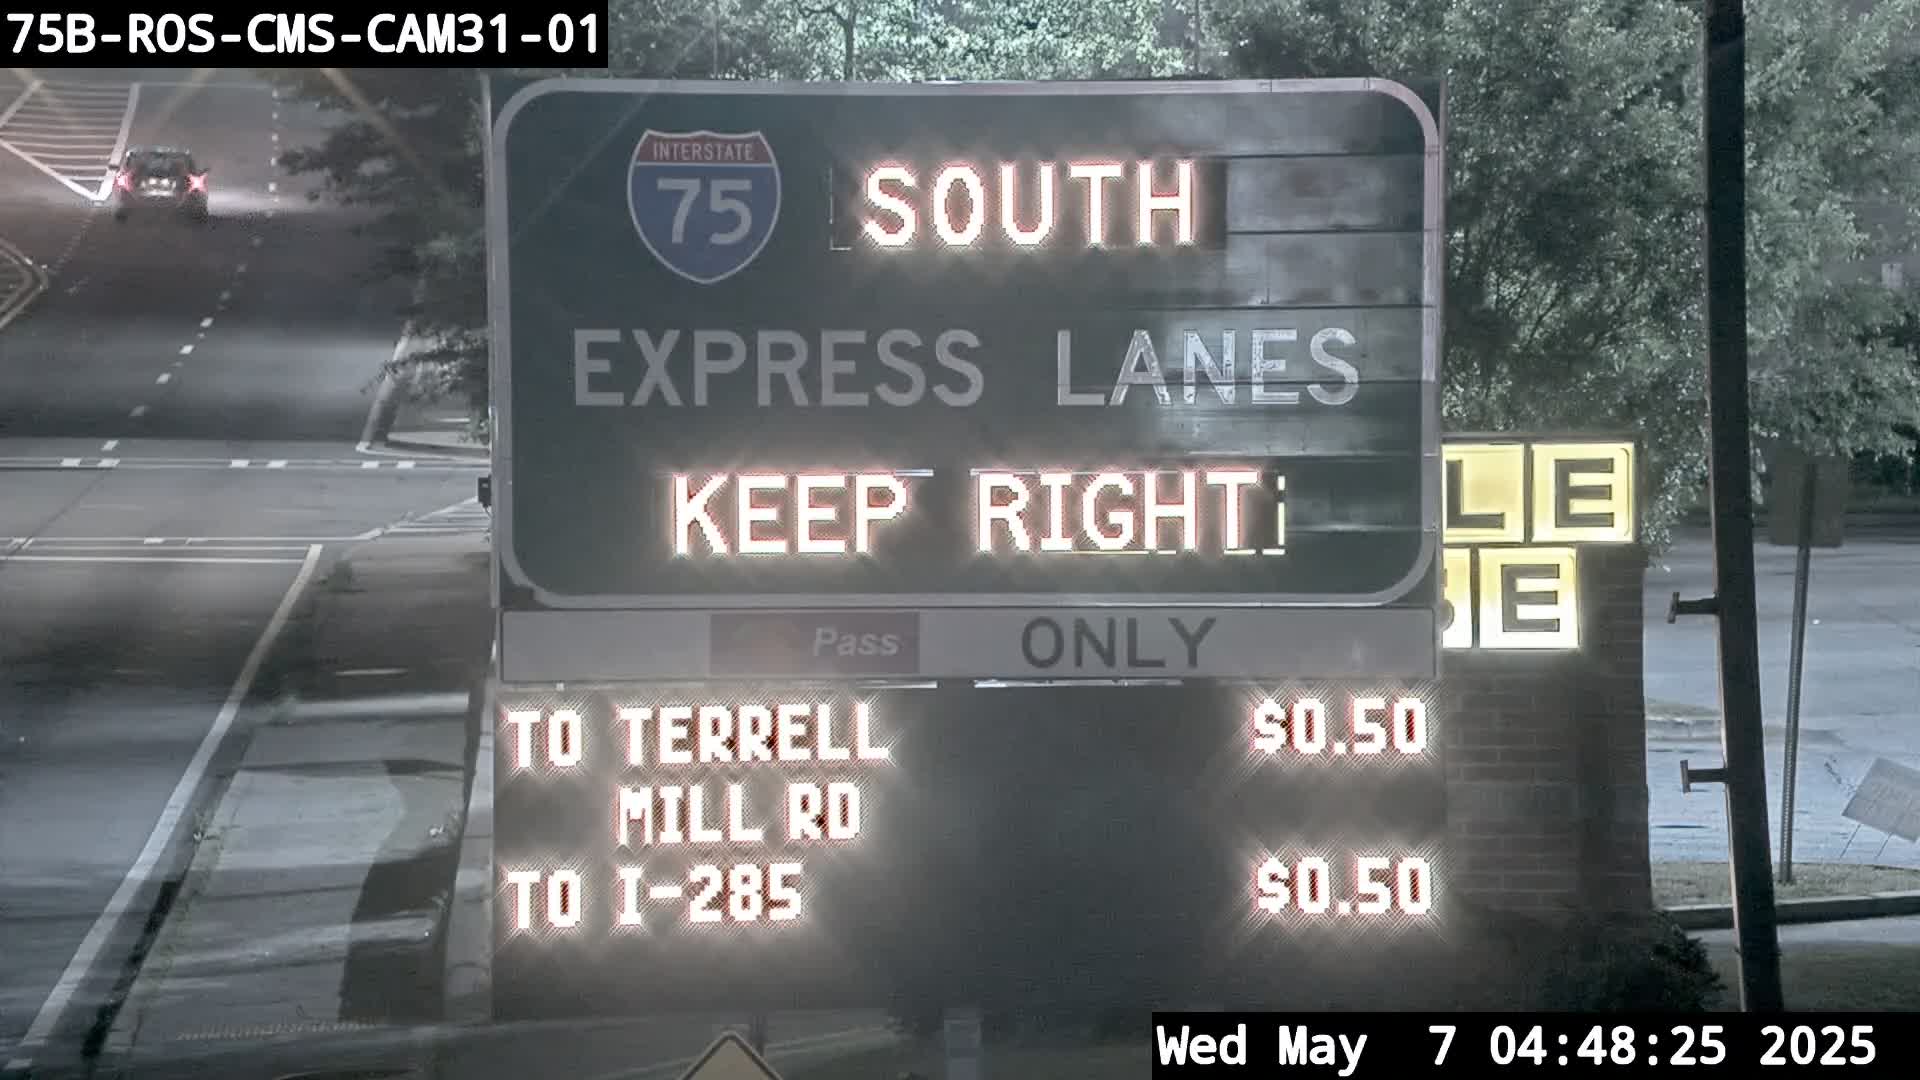 75B-ROS-CMS-CAM31-01
INTERSTATE
75
SOUTH
EXPRESS LANES
KEEP RIGHT
Pass ONLY
TO TERRELL $0.50
MILL RD
TO I-285 $0.50
LE
E
Wed May 7 04:48:25 2025